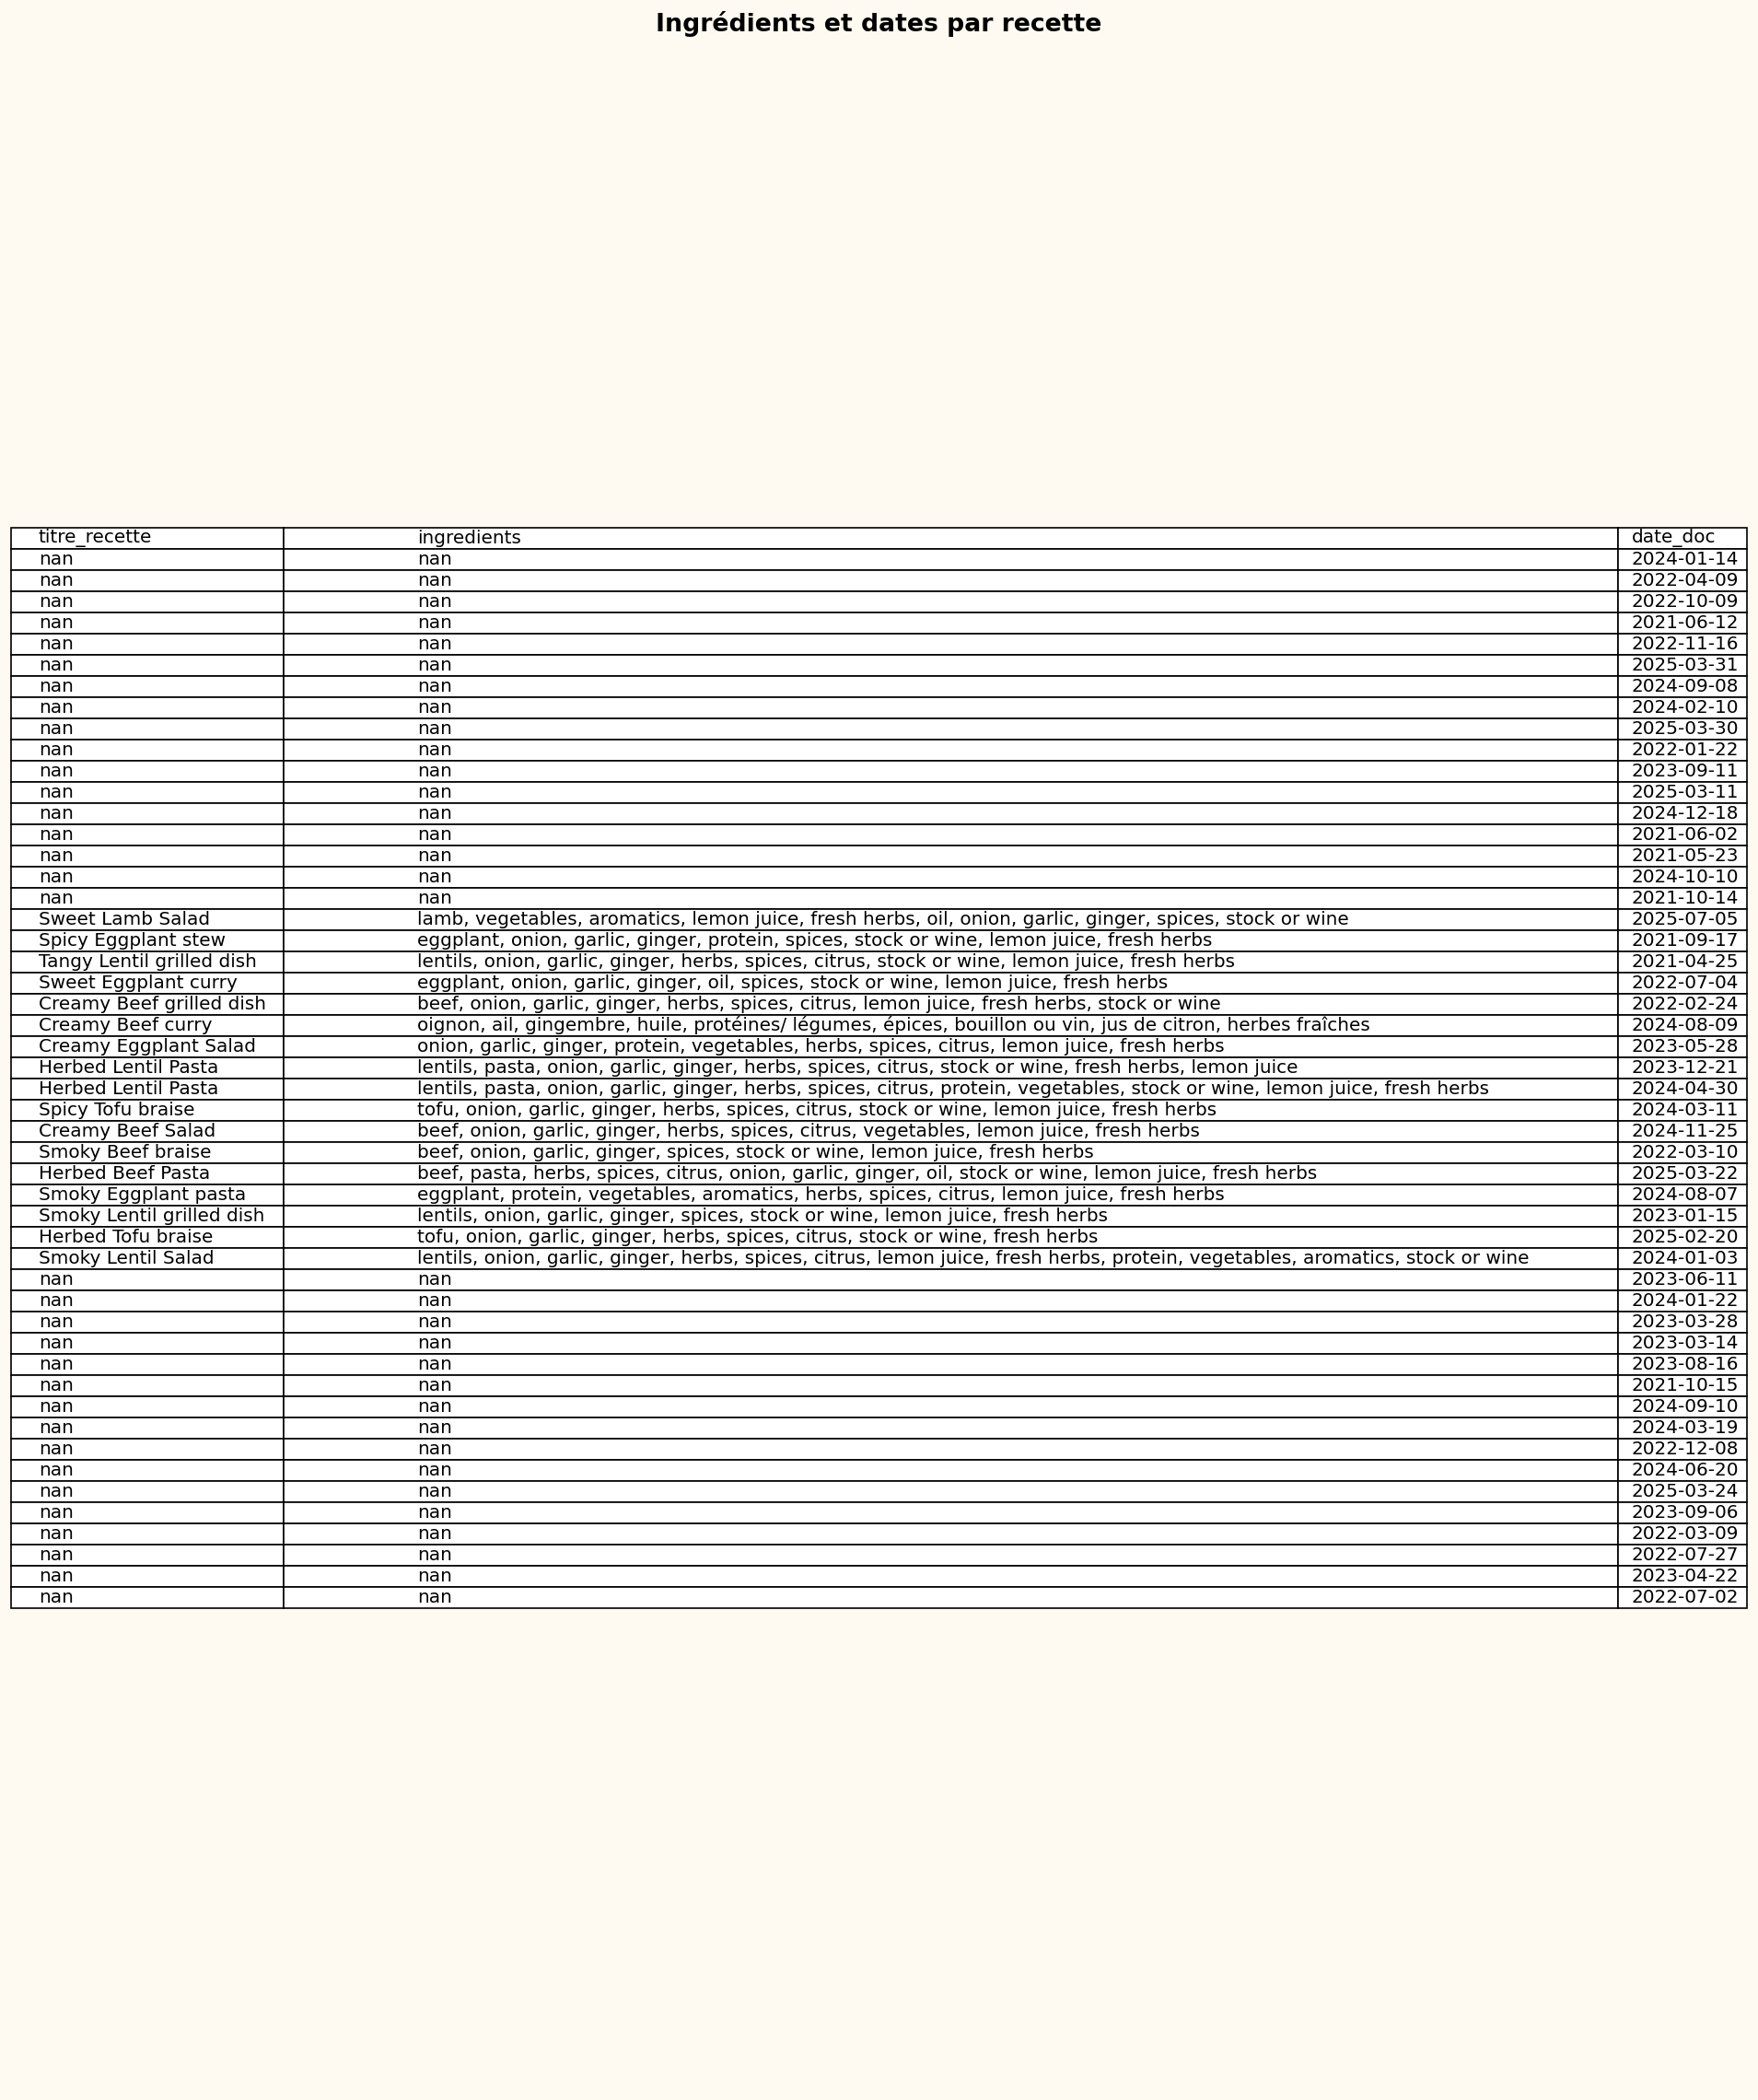 Ingrédients et dates par recette
titre_recette ingredients date_doc
nan nan 2024-01-14
nan nan 2022-04-09
nan nan 2022-10-09
nan nan 2021-06-12
nan nan 2022-11-16
nan nan 2025-03-31
nan nan 2024-09-08
nan nan 2024-02-10
nan nan 2025-03-30
nan nan 2022-01-22
nan nan 2023-09-11
nan nan 2025-03-11
nan nan 2024-12-18
nan nan 2021-06-02
nan nan 2021-05-23
nan nan 2024-10-10
nan nan 2021-10-14
Sweet Lamb Salad lamb, vegetables, aromatics, lemon juice, fresh herbs, oil, onion, garlic, ginger, spices, stock or wine 2025-07-05
Spicy Eggplant stew eggplant, onion, garlic, ginger, protein, spices, stock or wine, lemon juice, fresh herbs 2021-09-17
Tangy Lentil grilled dish lentils, onion, garlic, ginger, herbs, spices, citrus, stock or wine, lemon juice, fresh herbs 2021-04-25
Sweet Eggplant curry eggplant, onion, garlic, ginger, oil, spices, stock or wine, lemon juice, fresh herbs 2022-07-04
Creamy Beef grilled dish beef, onion, garlic, ginger, herbs, spices, citrus, lemon juice, fresh herbs, stock or wine 2022-02-24
Creamy Beef curry oignon, ail, gingembre, huile, protéines/ légumes, épices, bouillon ou vin, jus de citron, herbes fraîches 2024-08-09
Creamy Eggplant Salad onion, garlic, ginger, protein, vegetables, herbs, spices, citrus, lemon juice, fresh herbs 2023-05-28
Herbed Lentil Pasta lentils, pasta, onion, garlic, ginger, herbs, spices, citrus, stock or wine, fresh herbs, lemon juice 2023-12-21
Herbed Lentil Pasta lentils, pasta, onion, garlic, ginger, herbs, spices, citrus, protein, vegetables, stock or wine, lemon juice, fresh herbs 2024-04-30
Spicy Tofu braise tofu, onion, garlic, ginger, herbs, spices, citrus, stock or wine, lemon juice, fresh herbs 2024-03-11
Creamy Beef Salad beef, onion, garlic, ginger, herbs, spices, citrus, vegetables, lemon juice, fresh herbs 2024-11-25
Smoky Beef braise beef, onion, garlic, ginger, spices, stock or wine, lemon juice, fresh herbs 2022-03-10
Herbed Beef Pasta beef, pasta, herbs, spices, citrus, onion, garlic, ginger, oil, stock or wine, lemon juice, fresh herbs 2025-03-22
Smoky Eggplant pasta eggplant, protein, vegetables, aromatics, herbs, spices, citrus, lemon juice, fresh herbs 2024-08-07
Smoky Lentil grilled dish lentils, onion, garlic, ginger, spices, stock or wine, lemon juice, fresh herbs 2023-01-15
Herbed Tofu braise tofu, onion, garlic, ginger, herbs, spices, citrus, stock or wine, fresh herbs 2025-02-20
Smoky Lentil Salad lentils, onion, garlic, ginger, herbs, spices, citrus, lemon juice, fresh herbs, protein, vegetables, aromatics, stock or wine 2024-01-03
nan nan 2023-06-11
nan nan 2024-01-22
nan nan 2023-03-28
nan nan 2023-03-14
nan nan 2023-08-16
nan nan 2021-10-15
nan nan 2024-09-10
nan nan 2024-03-19
nan nan 2022-12-08
nan nan 2024-06-20
nan nan 2025-03-24
nan nan 2023-09-06
nan nan 2022-03-09
nan nan 2022-07-27
nan nan 2023-04-22
nan nan 2022-07-02